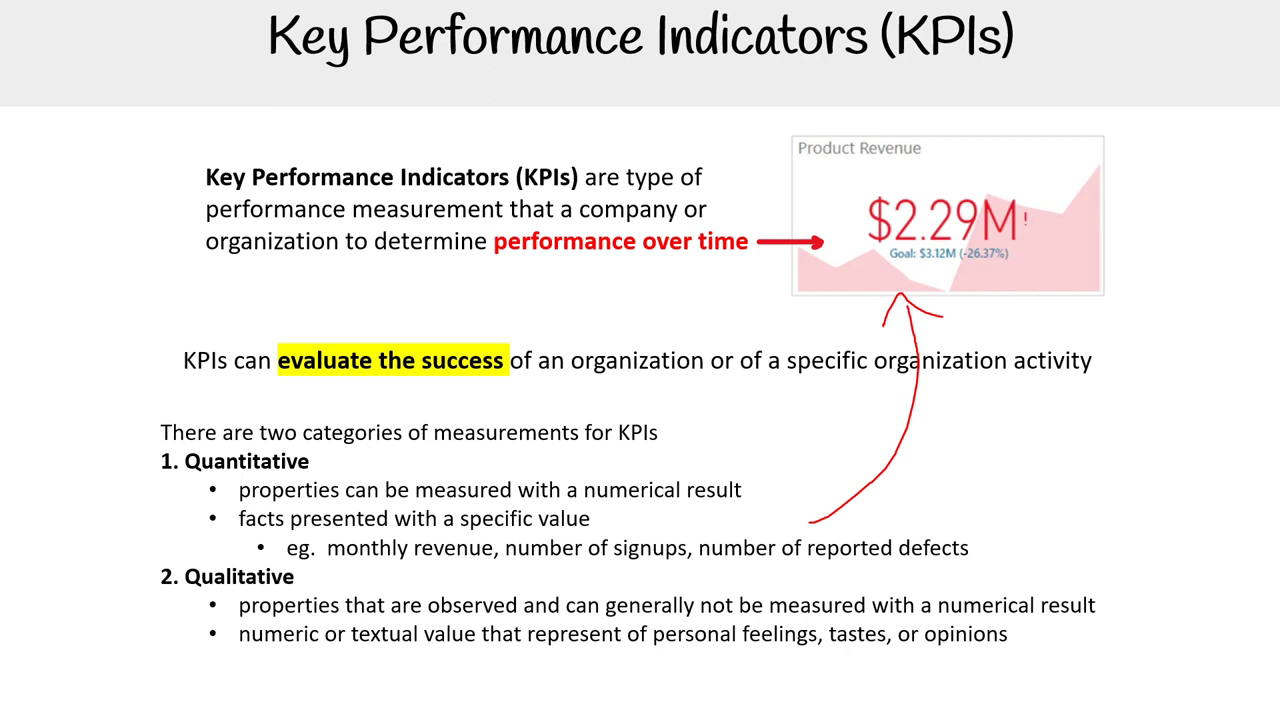 Key Performance Indicators (KPIs)
Key Performance Indicators (KPIs) are type of
performance measurement that a company or
organization to determine performance over time
Product Revenue
$2.29M!
Goal: $3.12M (-26.37%)
KPIs can evaluate the success of an organization or of a specific organization activity
There are two categories of measurements for KPIs
1. Quantitative
• properties can be measured with a numerical result
• facts presented with a specific value
• eg. monthly revenue, number of signups, number of reported defects
2. Qualitative
• properties that are observed and can generally not be measured with a numerical result
• numeric or textual value that represent of personal feelings, tastes, or opinions